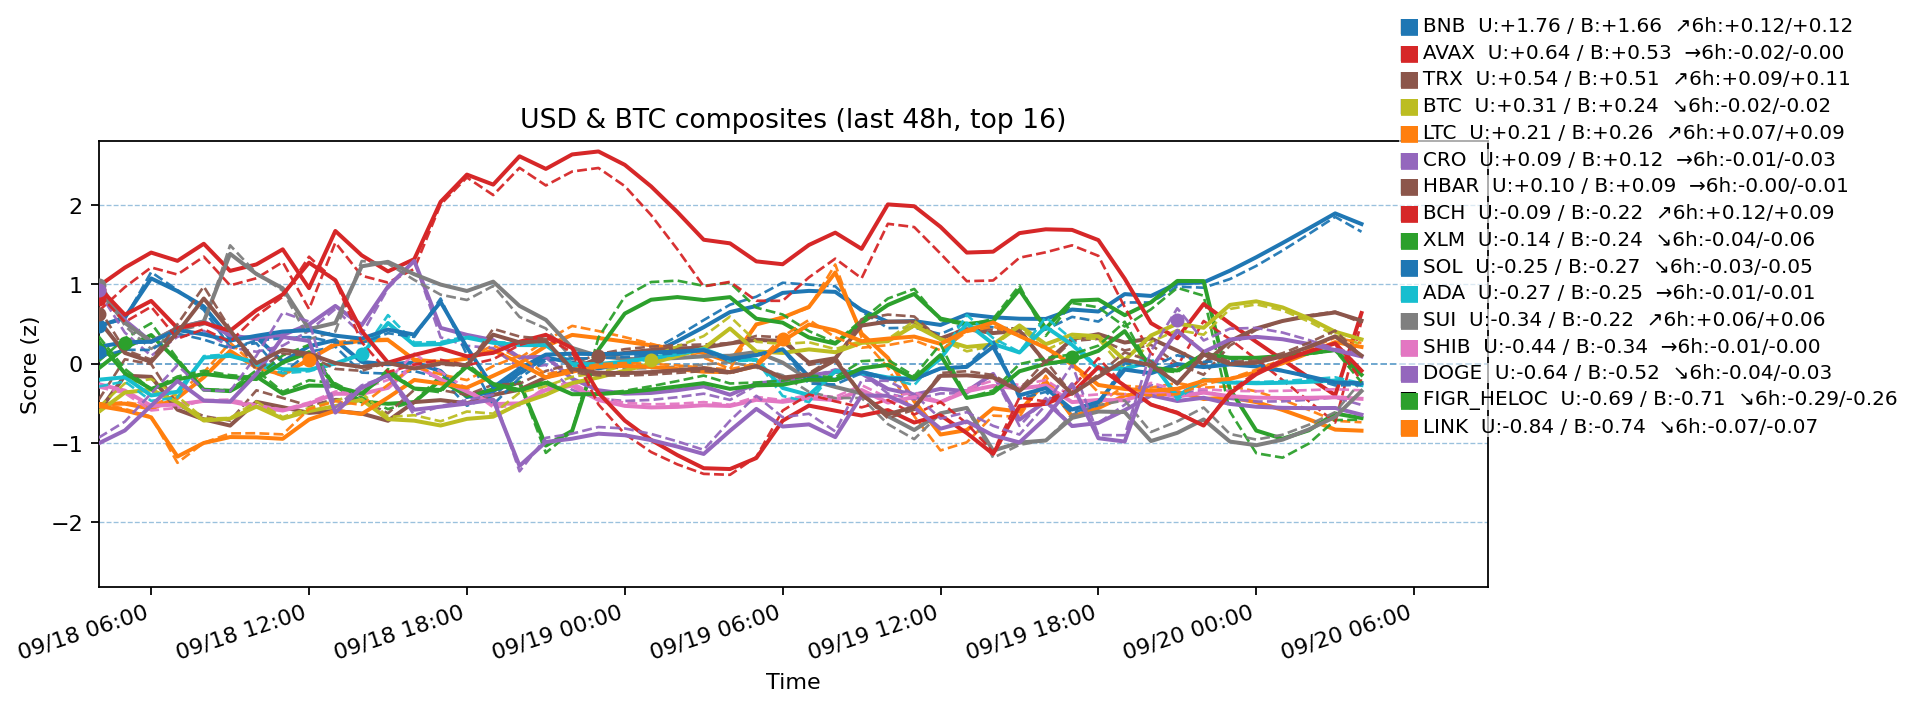 USD & BTC composites (last 48h, top 16)
BNB  U:+1.76 / B:+1.66  ↗6h:+0.12/+0.12
AVAX  U:+0.64 / B:+0.53  →6h:-0.02/-0.00
TRX  U:+0.54 / B:+0.51  ↗6h:+0.09/+0.11
BTC  U:+0.31 / B:+0.24  ↘6h:-0.02/-0.02
LTC  U:+0.21 / B:+0.26  ↗6h:+0.07/+0.09
CRO  U:+0.09 / B:+0.12  →6h:-0.01/-0.03
HBAR  U:+0.10 / B:+0.09  →6h:-0.00/-0.01
BCH  U:-0.09 / B:-0.22  ↗6h:+0.12/+0.09
XLM  U:-0.14 / B:-0.24  ↘6h:-0.04/-0.06
SOL  U:-0.25 / B:-0.27  ↘6h:-0.03/-0.05
ADA  U:-0.27 / B:-0.25  →6h:-0.01/-0.01
SUI  U:-0.34 / B:-0.22  ↗6h:+0.06/+0.06
SHIB  U:-0.44 / B:-0.34  →6h:-0.01/-0.00
DOGE  U:-0.64 / B:-0.52  ↘6h:-0.04/-0.03
FIGR_HELOC  U:-0.69 / B:-0.71  ↘6h:-0.29/-0.26
LINK  U:-0.84 / B:-0.74  ↘6h:-0.07/-0.07
Score (z)
2
1
0
−1
−2
09/18 06:00
09/18 12:00
09/18 18:00
09/19 00:00
09/19 06:00
09/19 12:00
09/19 18:00
09/20 00:00
09/20 06:00
Time